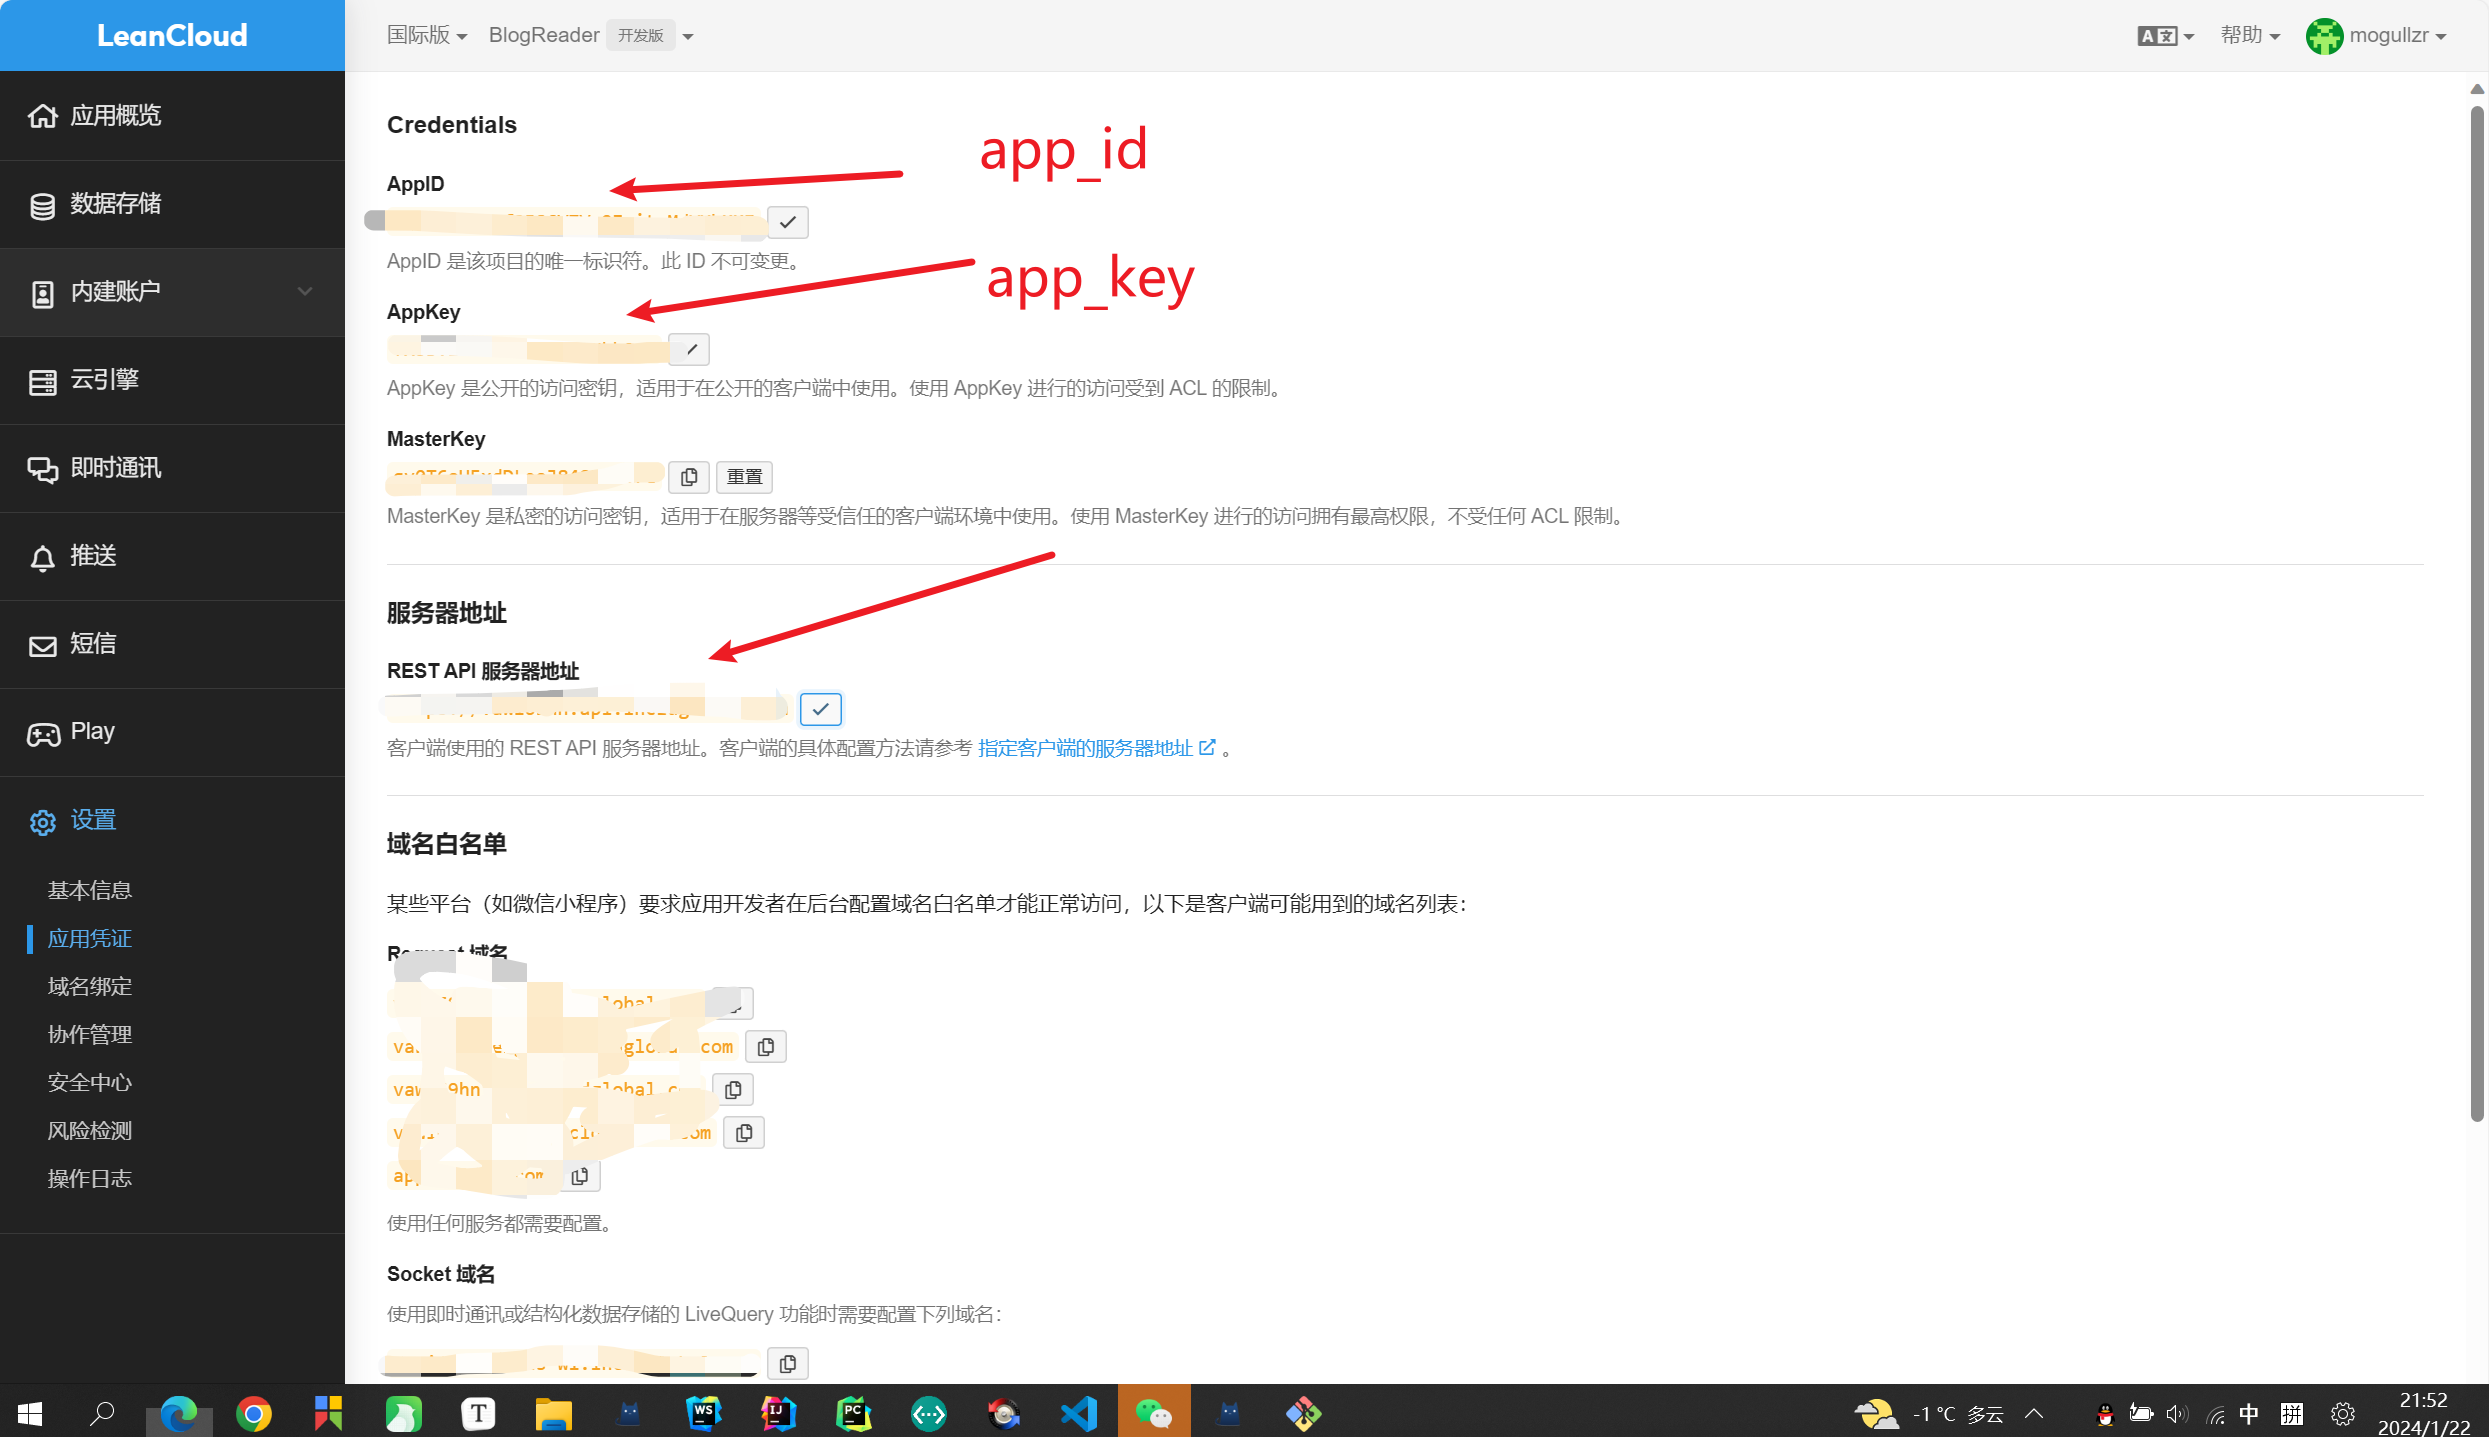 LeanCloud
国际版 BlogReader 开发版
帮助 mogullzr
应用概览
数据存储
内建账户
云引擎
即时通讯
推送
短信
Play
设置
基本信息
应用凭证
域名绑定
协作管理
安全中心
风险检测
操作日志
Credentials
app_id
AppID
AppID 是该项目的唯一标识符。此 ID 不可变更。
app_key
AppKey
AppKey 是公开的访问密钥，适用于在公开的客户端中使用。使用 AppKey 进行的访问受到 ACL 的限制。
MasterKey
重置
MasterKey 是私密的访问密钥，适用于在服务器等受信任的客户端环境中使用。使用 MasterKey 进行的访问拥有最高权限，不受任何 ACL 限制。
服务器地址
REST API 服务器地址
客户端使用的 REST API 服务器地址。客户端的具体配置方法请参考 指定客户端的服务器地址 。
域名白名单
某些平台（如微信小程序）要求应用开发者在后台配置域名白名单才能正常访问，以下是客户端可能用到的域名列表：
Request 域名
使用任何服务都需要配置。
Socket 域名
使用即时通讯或结构化数据存储的 LiveQuery 功能时需要配置下列域名：
-1°C 多云
中 拼
21:52
2024/1/22